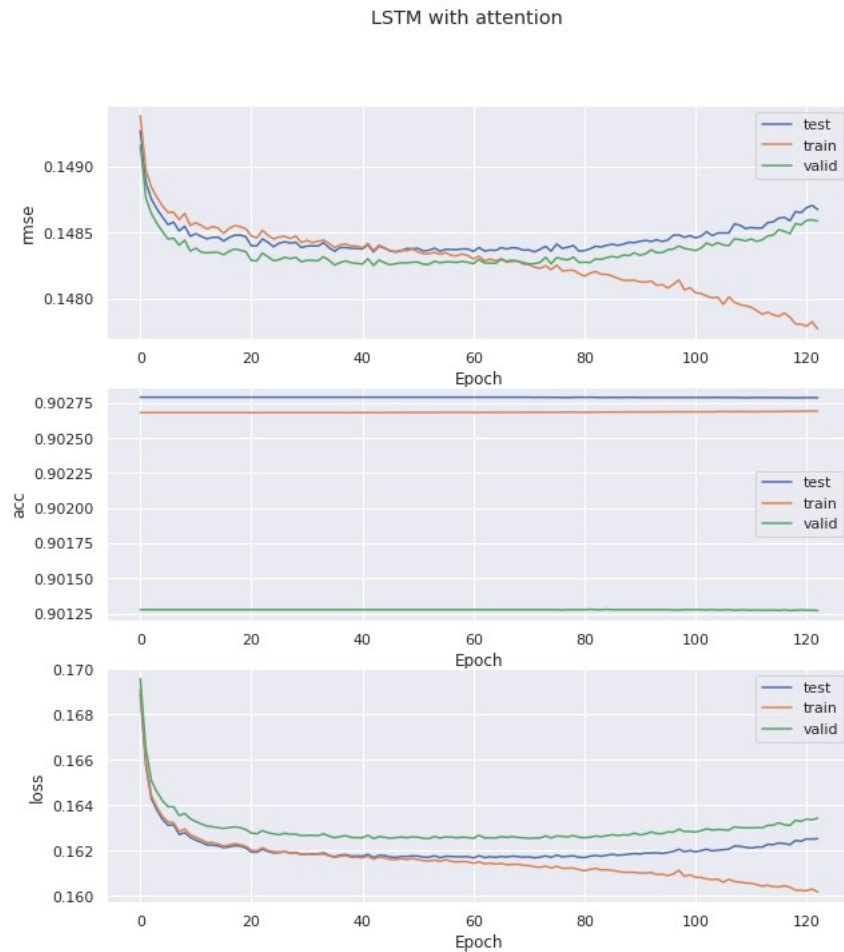 LSTM with attention
test
train
valid
rmse
0.1490
0.1485
0.1480
0 20 40 60 80 100 120
Epoch
acc
0.90275
0.90250
0.90225
0.90200
0.90175
0.90150
0.90125
test
train
valid
0 20 40 60 80 100 120
Epoch
loss
0.170
0.168
0.166
0.164
0.162
0.160
test
train
valid
0 20 40 60 80 100 120
Epoch